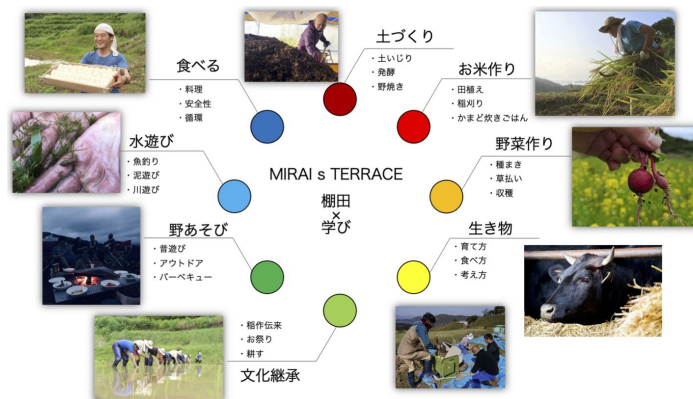 土づくり
・土いじり
・発酵
・野焼き
お米作り
・田植え
・稲刈り
・かまど炊きごはん
野菜作り
・種まき
・草払い
・収穫
生き物
・育て方
・食べ方
・考え方
・稲作伝来
・お祭り
・耕す
文化継承
野あそび
・昔遊び
・アウトドア
・バーベキュー
水遊び
・魚釣り
・泥遊び
・川遊び
食べる
・料理
・安全性
・循環
MIRAI s TERRACE
棚田
×
学び